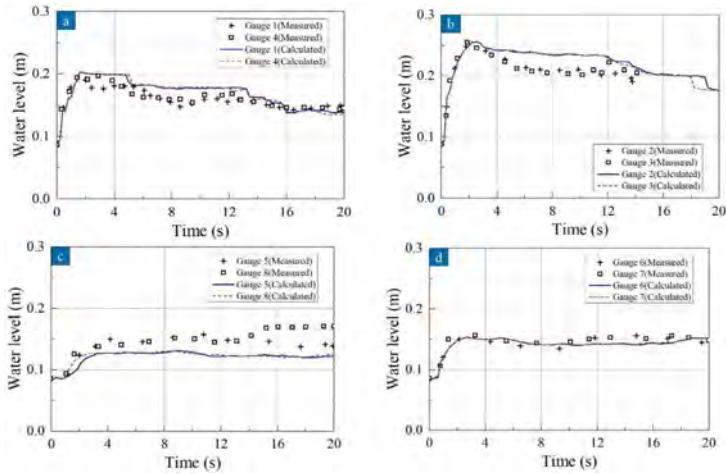 a
Gauge 1(Measured)
Gauge 4(Measured)
Gauge 1(Calculated)
Gauge 4(Calculated)
0.3
0.2
0.1
0.0
Water level (m)
0 4 8 12 16 20
Time (s)
b
Gauge 2(Measured)
Gauge 3(Measured)
Gauge 2(Calculated)
Gauge 3(Calculated)
0.3
0.2
0.1
0.0
Water level (m)
0 4 8 12 16 20
Time (s)
c
Gauge 5(Measured)
Gauge 8(Measured)
Gauge 5(Calculated)
Gauge 8(Calculated)
0.3
0.2
0.1
0.0
Water level (m)
0 4 8 12 16 20
Time (s)
d
Gauge 6(Measured)
Gauge 7(Measured)
Gauge 6(Calculated)
Gauge 7(Calculated)
0.3
0.2
0.1
0.0
Water level (m)
0 4 8 12 16 20
Time (s)